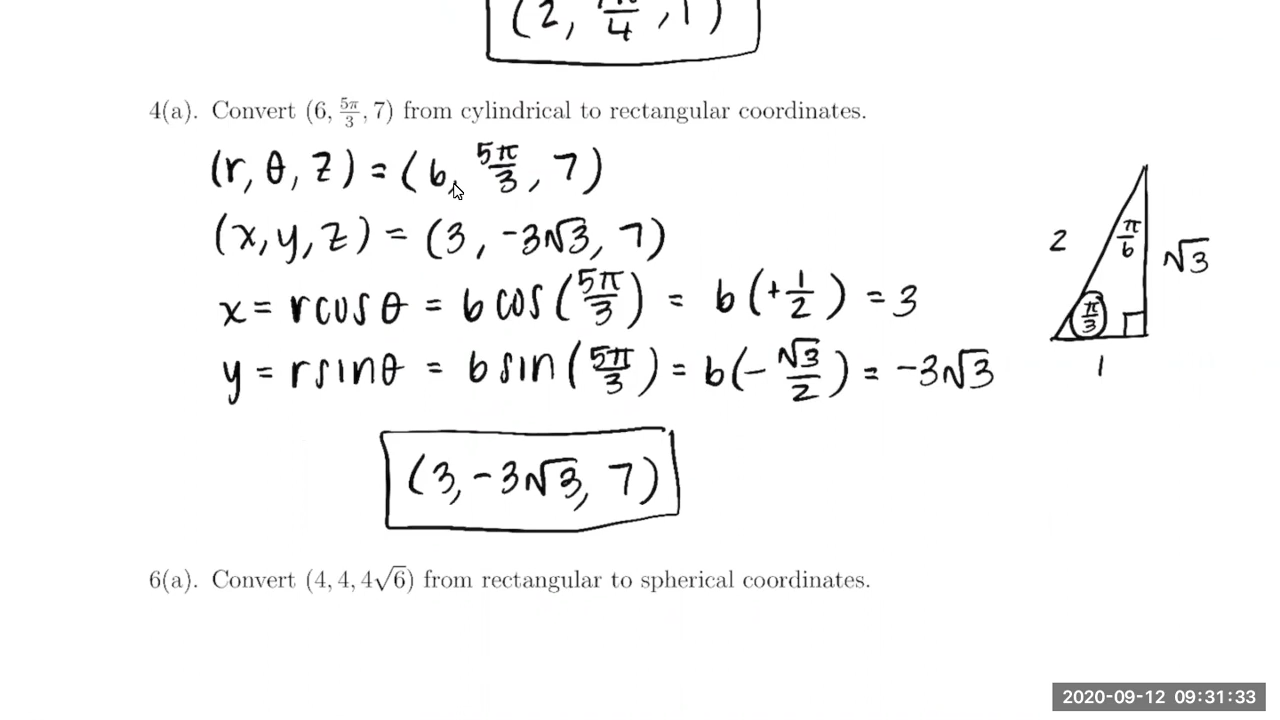 (2, π/4, 1)
4(a). Convert (6, 5π/3, 7) from cylindrical to rectangular coordinates.
(r, θ, z) = (6, 5π/3, 7)
(x, y, z) = (3, -3√3, 7)
x = r cos θ = 6 cos(5π/3) = 6(+1/2) = 3
y = r sin θ = 6 sin(5π/3) = 6(-√3/2) = -3√3
2
π/6
√3
π/3
1
(3, -3√3, 7)
6(a). Convert (4, 4, 4√6) from rectangular to spherical coordinates.
2020-09-12 09:31:33